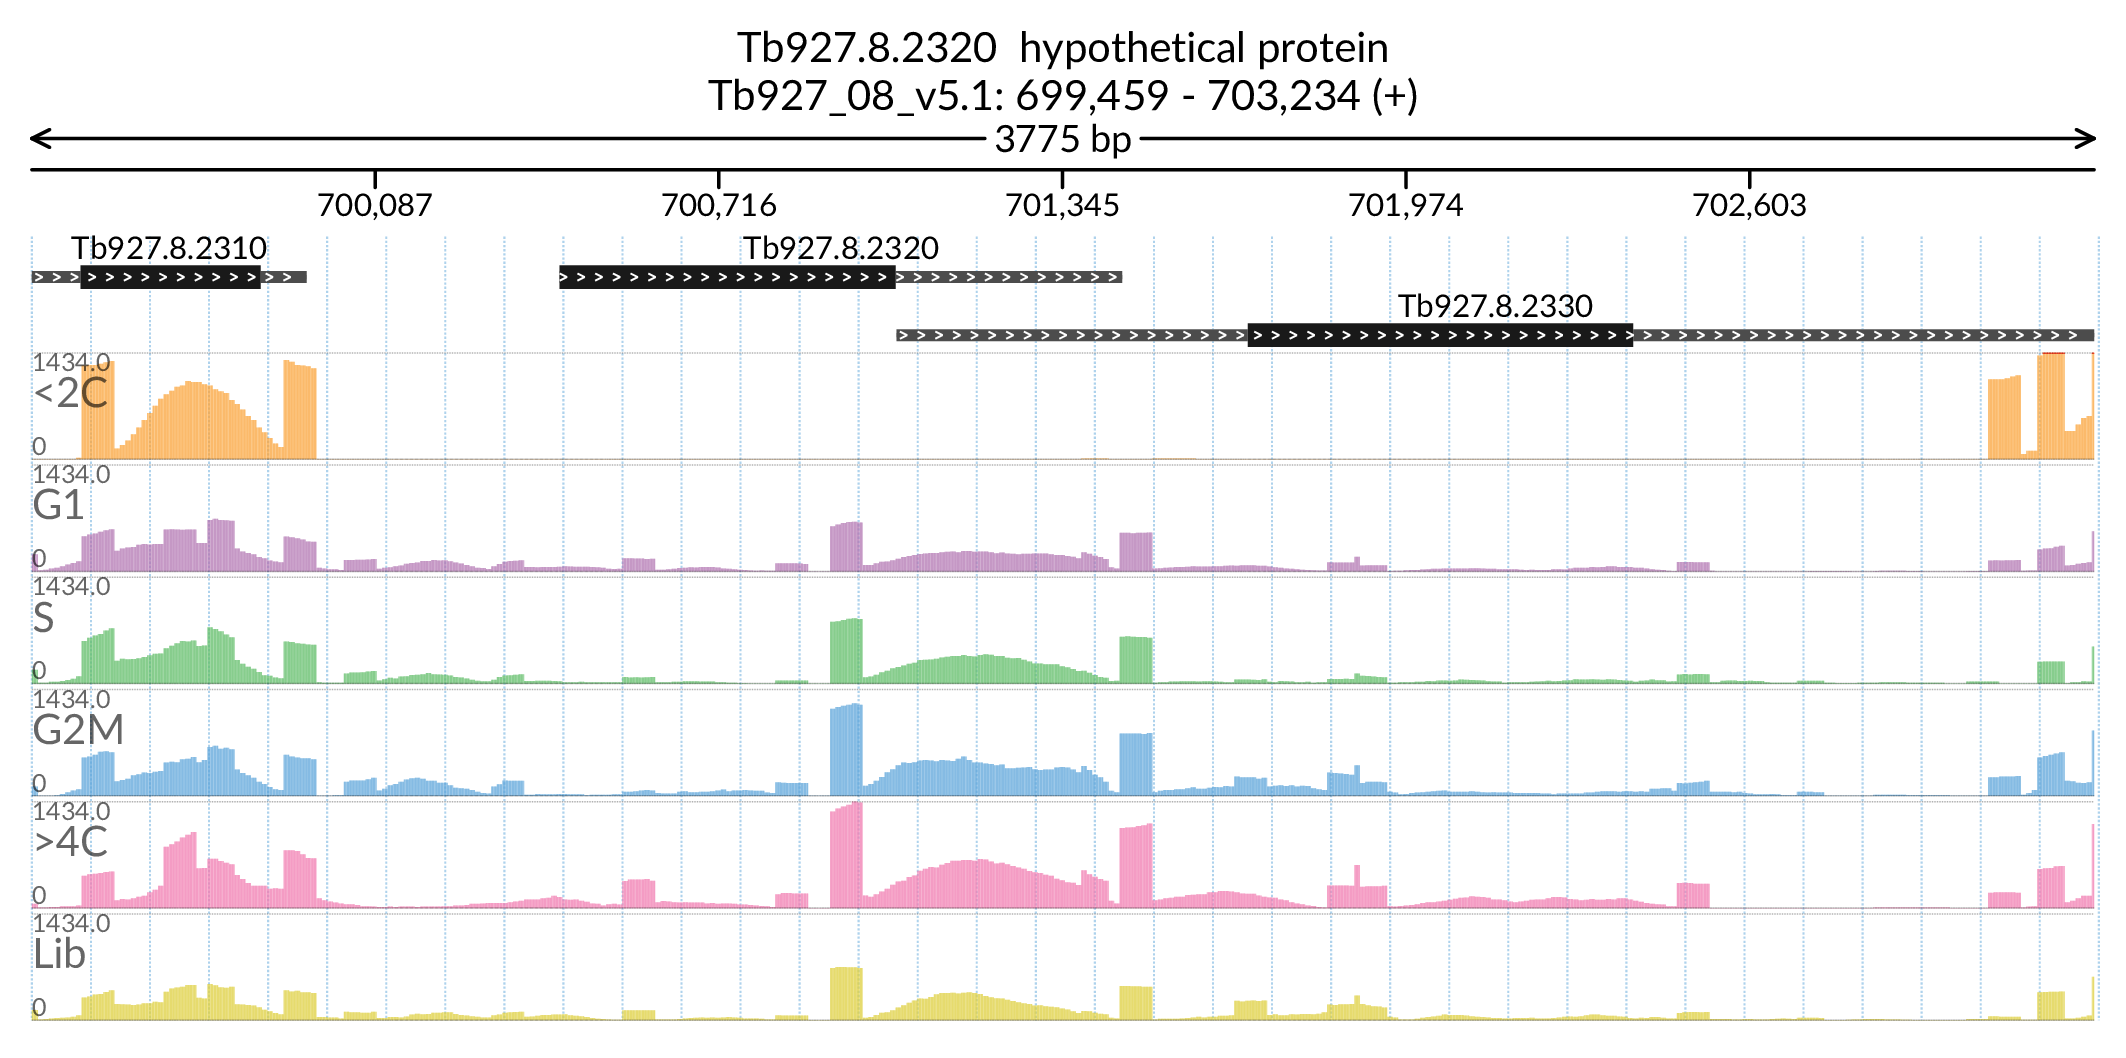 Tb927.8.2320  hypothetical protein
Tb927_08_v5.1: 699,459 - 703,234 (+)
3775 bp
700,087 700,716 701,345 701,974 702,603
Tb927.8.2310 Tb927.8.2320
Tb927.8.2330
1434.0
<2C
0
1434.0
G1
0
1434.0
S
0
1434.0
G2M
0
1434.0
>4C
0
1434.0
Lib
0